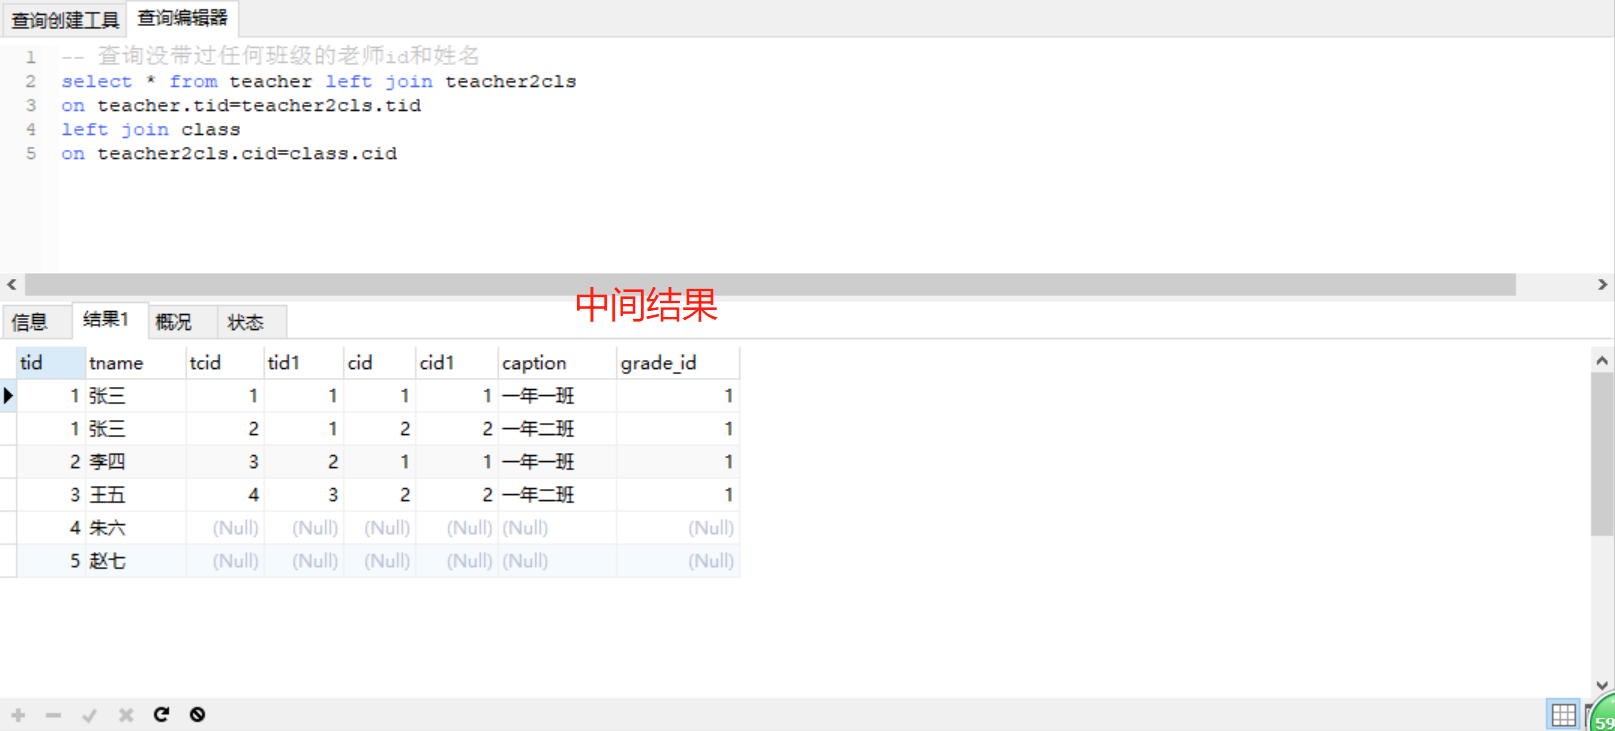 查询创建工具 查询编辑器
1 -- 查询没带过任何班级的老师id和姓名
2 select * from teacher left join teacher2cls
3 on teacher.tid=teacher2cls.tid
4 left join class
5 on teacher2cls.cid=class.cid
中间结果
信息 结果1 概况 状态
tid tname tcid tid1 cid cid1 caption grade_id
1 张三 1 1 1 1 一年一班 1
1 张三 2 1 2 2 一年二班 1
2 李四 3 2 1 1 一年一班 1
3 王五 4 3 2 2 一年二班 1
4 朱六 (Null) (Null) (Null) (Null) (Null) (Null)
5 赵七 (Null) (Null) (Null) (Null) (Null) (Null)
59